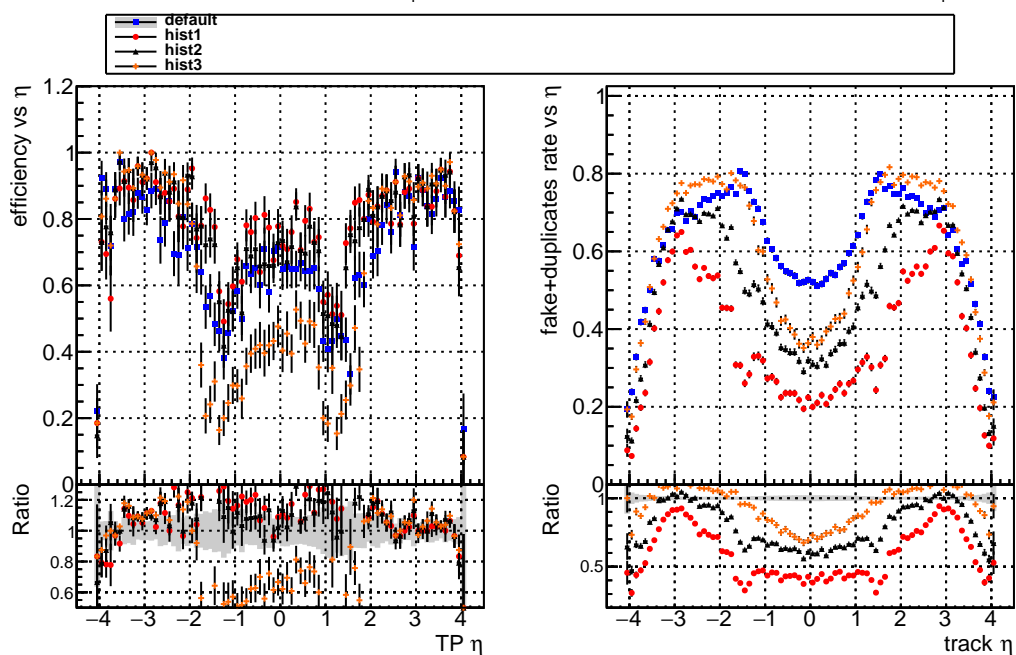 default
hist1
hist2
hist3
efficiency vs η
1.2
1
0.8
0.6
0.4
0.2
0
Ratio
1.2
1.0
0.8
0.6
−4 −3 −2 −1 0 1 2 3 4
TP η
fake+duplicates rate vs η
1
0.8
0.6
0.4
0.2
0
Ratio
1
0.5
−4 −3 −2 −1 0 1 2 3 4
track η